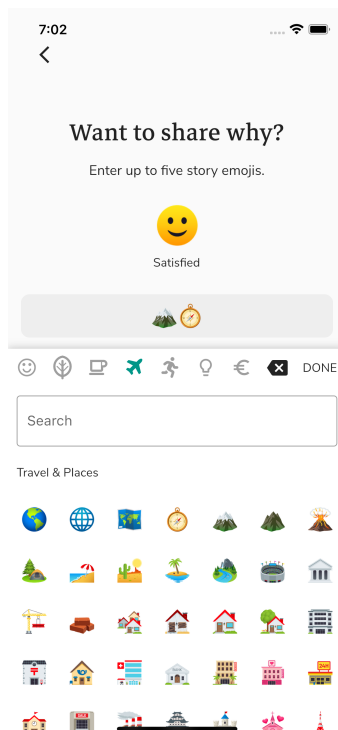 7:02
Want to share why?
Enter up to five story emojis.
Satisfied
DONE
Search
Travel & Places